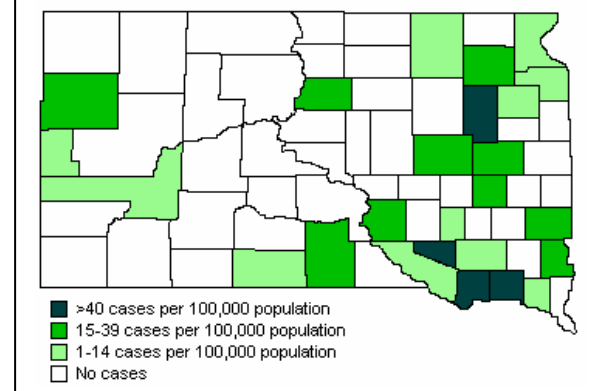 >40 cases per 100,000 population
15-39 cases per 100,000 population
1-14 cases per 100,000 population
No cases